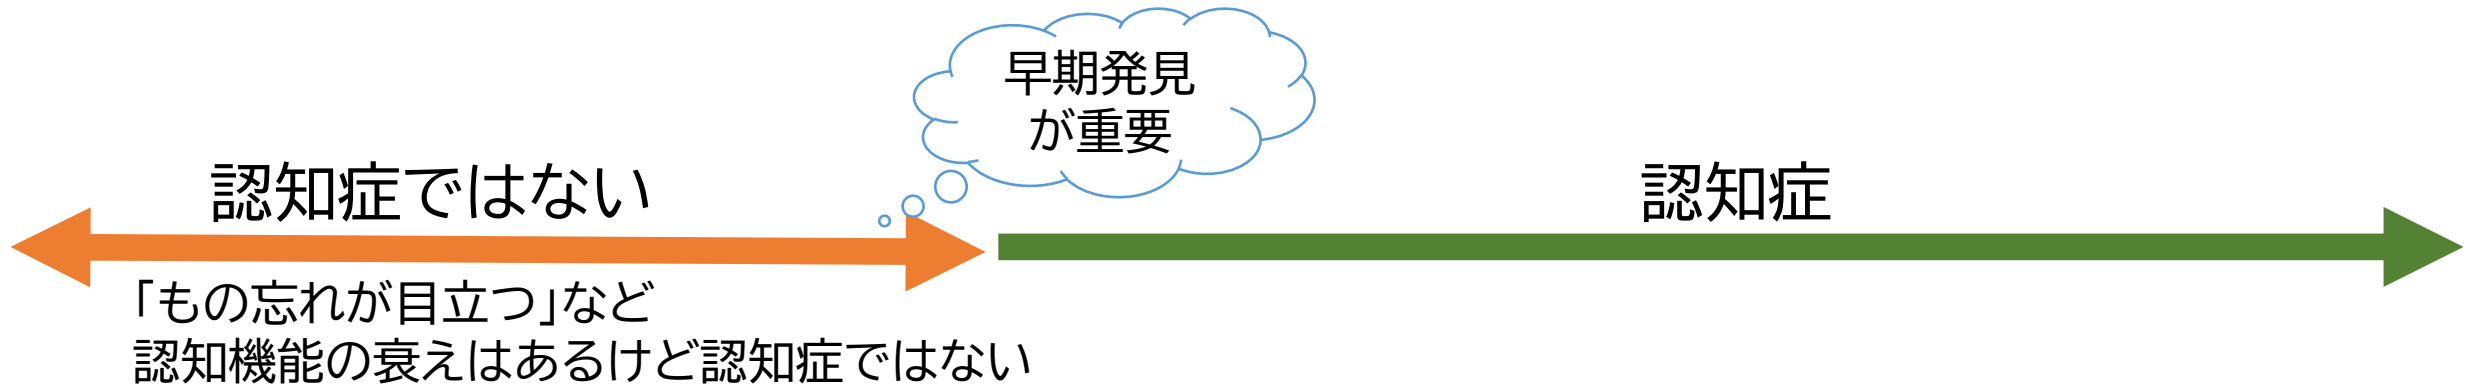 早期発見
が重要
認知症ではない
認知症
「もの忘れが目立つ」など
認知機能の衰えはあるけど認知症ではない